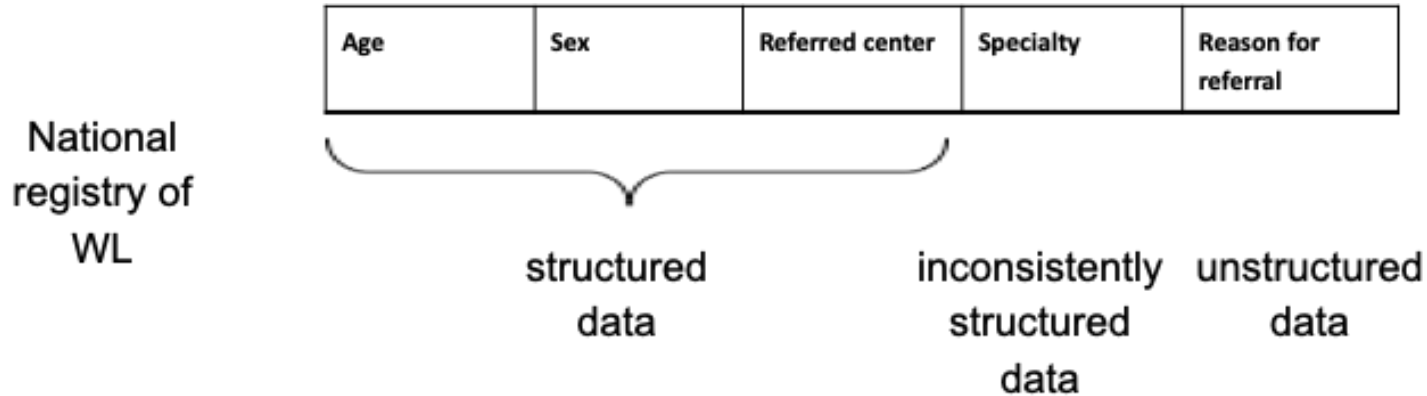 Age
Sex
Referred center
Specialty
Reason for
referral
National
registry of
WL
structured
data
inconsistently
structured
data
unstructured
data